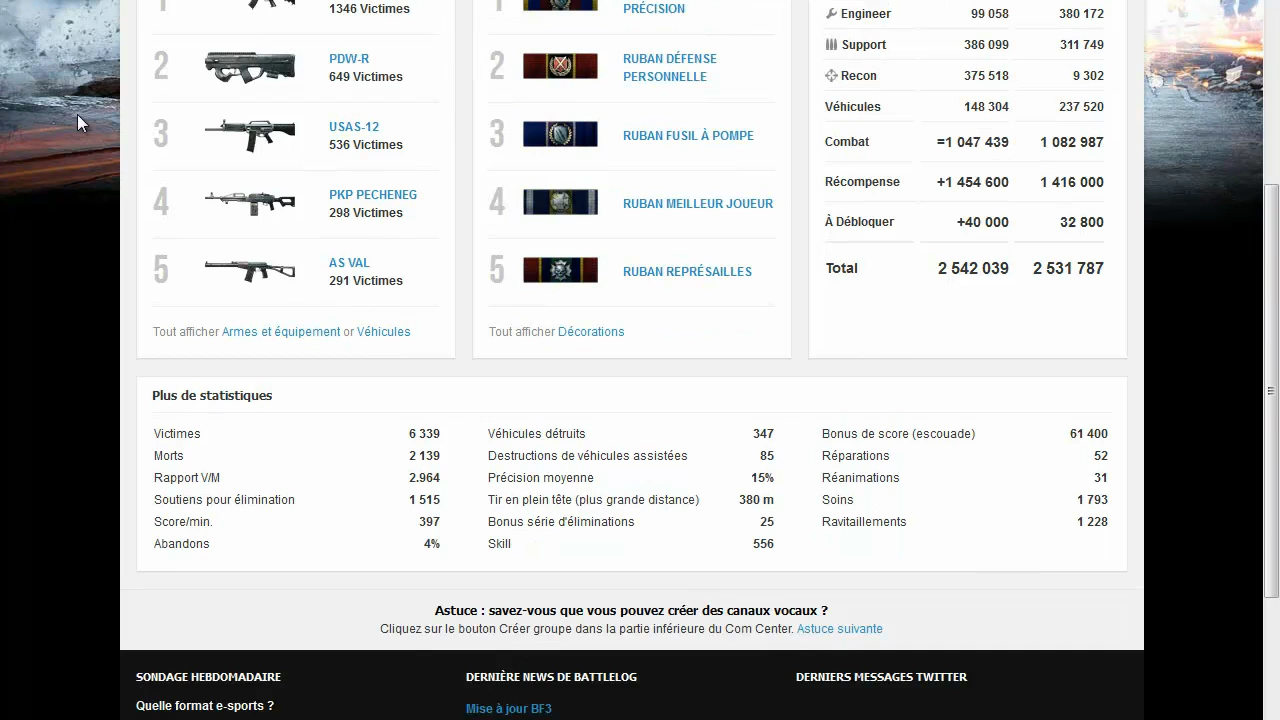 1
1346 Victimes
2
PDW-R
649 Victimes
3
USAS-12
536 Victimes
4
PKP PECHENEG
298 Victimes
5
AS VAL
291 Victimes
Tout afficher Armes et équipement or Véhicules
1
PRÉCISION
2
RUBAN DÉFENSE
PERSONNELLE
3
RUBAN FUSIL À POMPE
4
RUBAN MEILLEUR JOUEUR
5
RUBAN REPRÉSAILLES
Tout afficher Décorations
Engineer 99 058 380 172
Support 386 099 311 749
Recon 375 518 9 302
Véhicules 148 304 237 520
Combat =1 047 439 1 082 987
Récompense +1 454 600 1 416 000
À Débloquer +40 000 32 800
Total 2 542 039 2 531 787
Plus de statistiques
Victimes 6 339
Morts 2 139
Rapport V/M 2.964
Soutiens pour élimination 1 515
Score/min. 397
Abandons 4%
Véhicules détruits 347
Destructions de véhicules assistées 85
Précision moyenne 15%
Tir en plein tête (plus grande distance) 380 m
Bonus série d'éliminations 25
Skill 556
Bonus de score (escouade) 61 400
Réparations 52
Réanimations 31
Soins 1 793
Ravitaillements 1 228
Astuce : savez-vous que vous pouvez créer des canaux vocaux ?
Cliquez sur le bouton Créer groupe dans la partie inférieure du Com Center. Astuce suivante
SONDAGE HEBDOMADAIRE
Quelle format e-sports ?
DERNIÈRE NEWS DE BATTLELOG
Mise à jour BF3
DERNIERS MESSAGES TWITTER